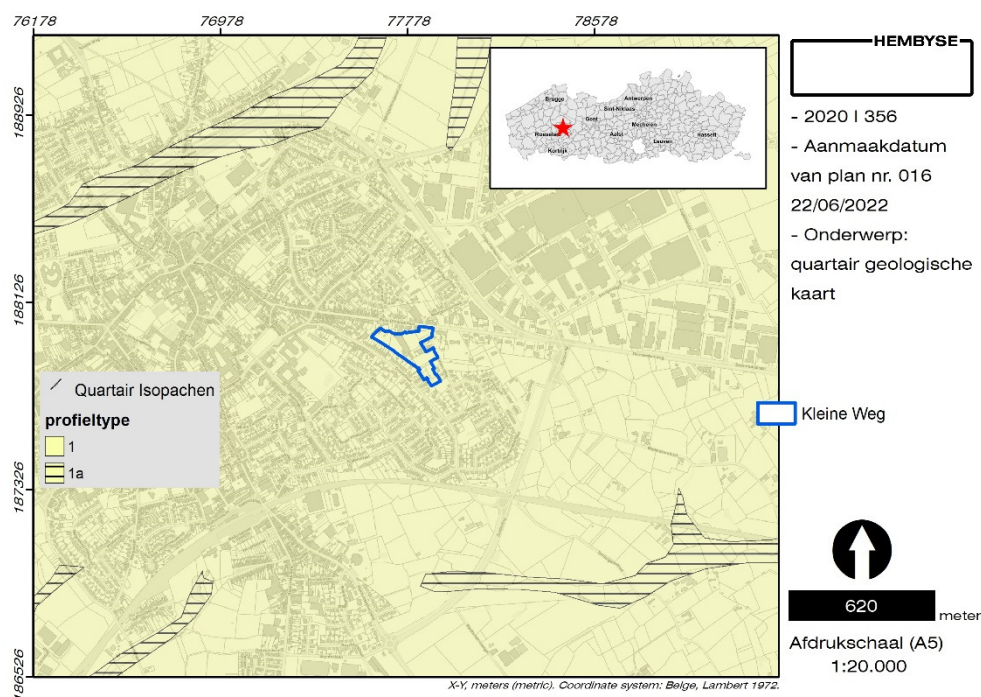 76178
76978
77778
78578
188926
188126
187326
186526
Brugge
Antwerpen
Sint-Niklaas
Gent
Mechelen
Aalst
Roeselare
Leuven
Hasselt
Kortrijk
HEMBYSE
- 2020 I 356
- Aanmaakdatum
van plan nr. 016
22/06/2022
- Onderwerp:
quartair geologische
kaart
Quartair Isopachen
profieltype
1
1a
Kleine Weg
620
meter
Afdrukschaal (A5)
1:20.000
X-Y, meters (metric). Coordinate system: Belge, Lambert 1972.